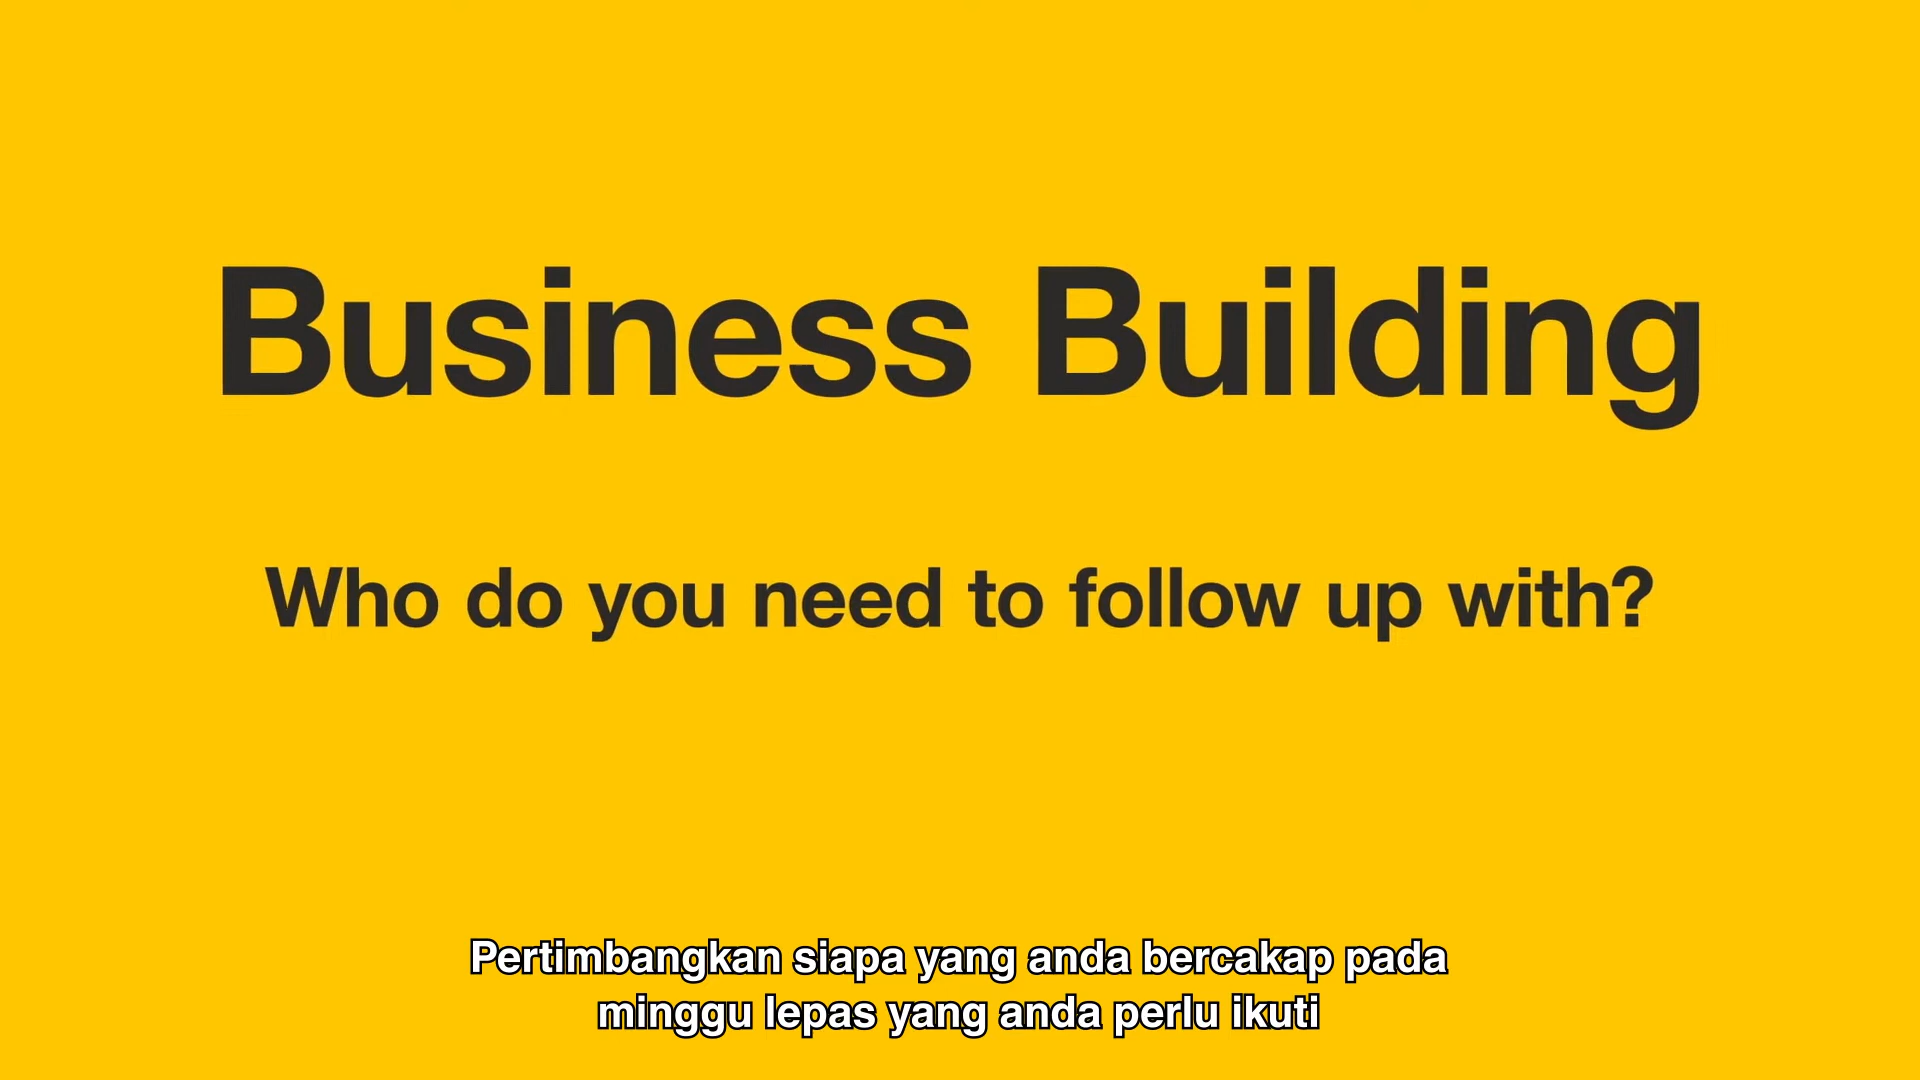 Business Building
Who do you need to follow up with?
Pertimbangkan siapa yang anda bercakap pada
minggu lepas yang anda perlu ikuti